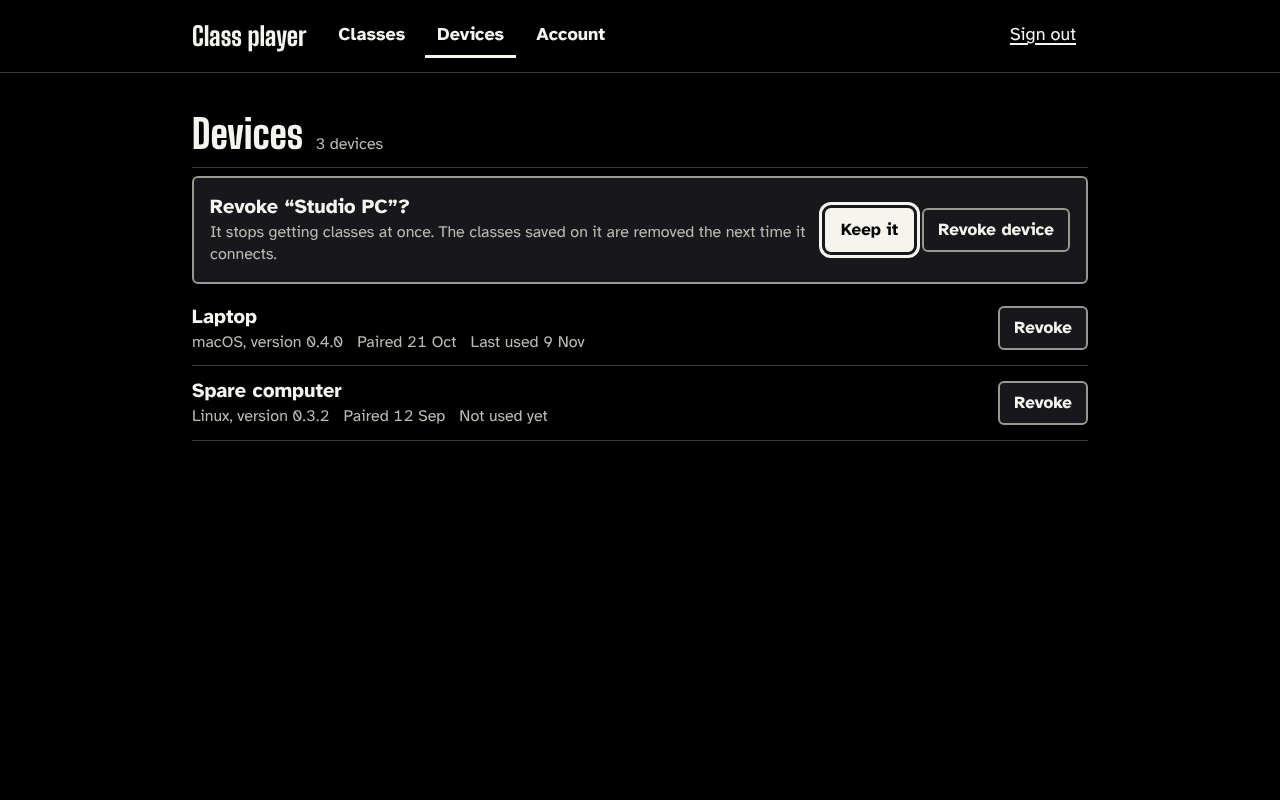 Class player
Classes
Devices
Account
Sign out
Devices
3 devices
Revoke “Studio PC”?
It stops getting classes at once. The classes saved on it are removed the next time it
connects.
Keep it
Revoke device
Laptop
macOS, version 0.4.0 Paired 21 Oct Last used 9 Nov
Revoke
Spare computer
Linux, version 0.3.2 Paired 12 Sep Not used yet
Revoke